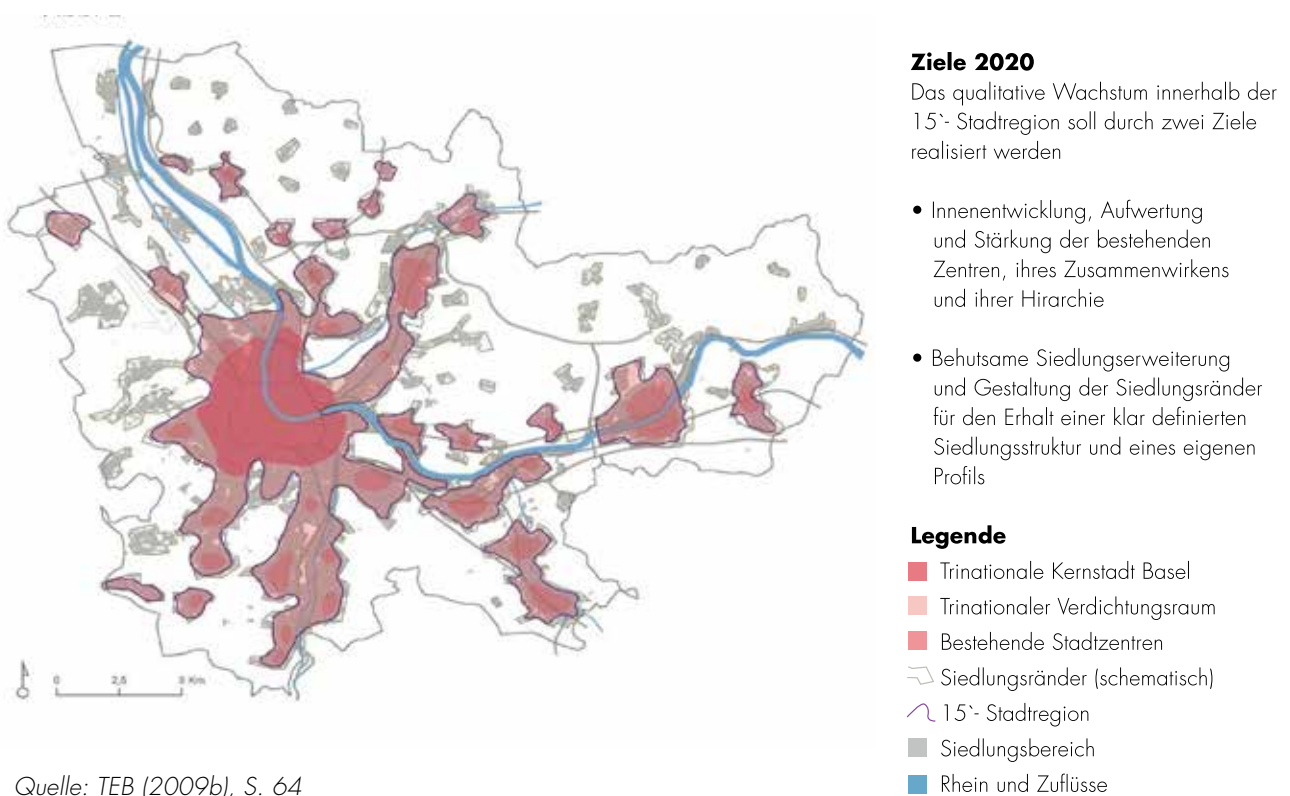 Ziele 2020
Das qualitative Wachstum innerhalb der
15`- Stadtregion soll durch zwei Ziele
realisiert werden
• Innenentwicklung, Aufwertung
und Stärkung der bestehenden
Zentren, ihres Zusammenwirkens
und ihrer Hirarchie
• Behutsame Siedlungserweiterung
und Gestaltung der Siedlungsränder
für den Erhalt einer klar definierten
Siedlungsstruktur und eines eigenen
Profils
Legende
Trinationale Kernstadt Basel
Trinationaler Verdichtungsraum
Bestehende Stadtzentren
Siedlungsränder (schematisch)
15`- Stadtregion
Siedlungsbereich
Rhein und Zuflüsse
0 2,5 Km
Quelle: TEB (2009b), S. 64